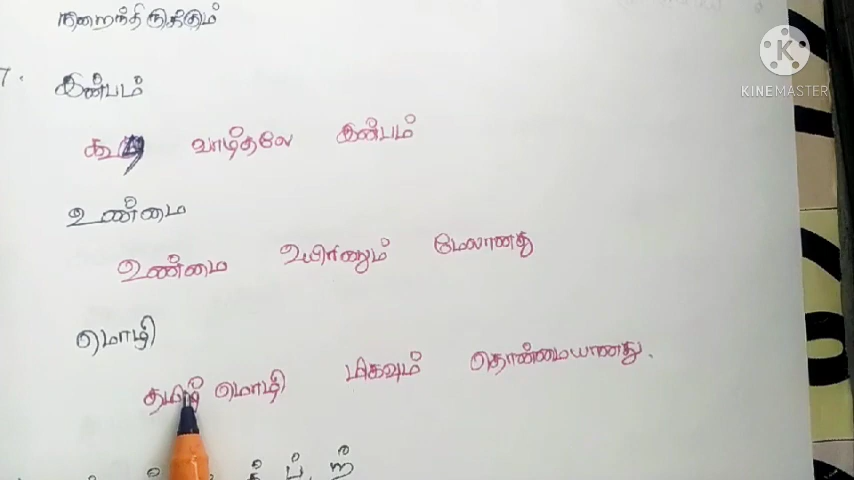 நிறைந்திருக்கும்
7. இன்பம்
கூடி வாழ்தலே இன்பம்
உண்மை
உண்மை உயிரினும் மேலானது
மொழி
தமிழ் மொழி மிகவும் தொன்மையானது.
K
KINEMASTER